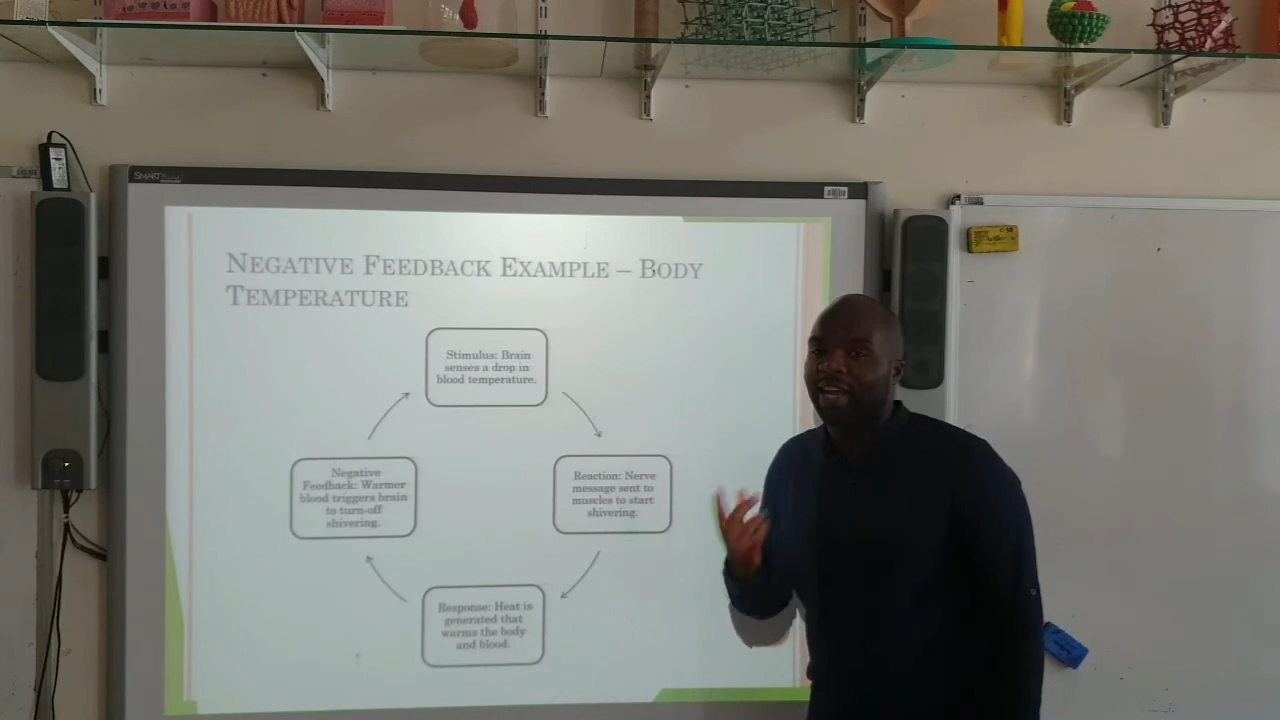 SMART
NEGATIVE FEEDBACK EXAMPLE – BODY
TEMPERATURE
Stimulus: Brain
senses a drop in
blood temperature.
Reaction: Nerve
message sent to
muscles to start
shivering.
Response: Heat is
generated that
warms the body
and blood.
Negative
Feedback: Warmer
blood triggers brain
to turn-off
shivering.